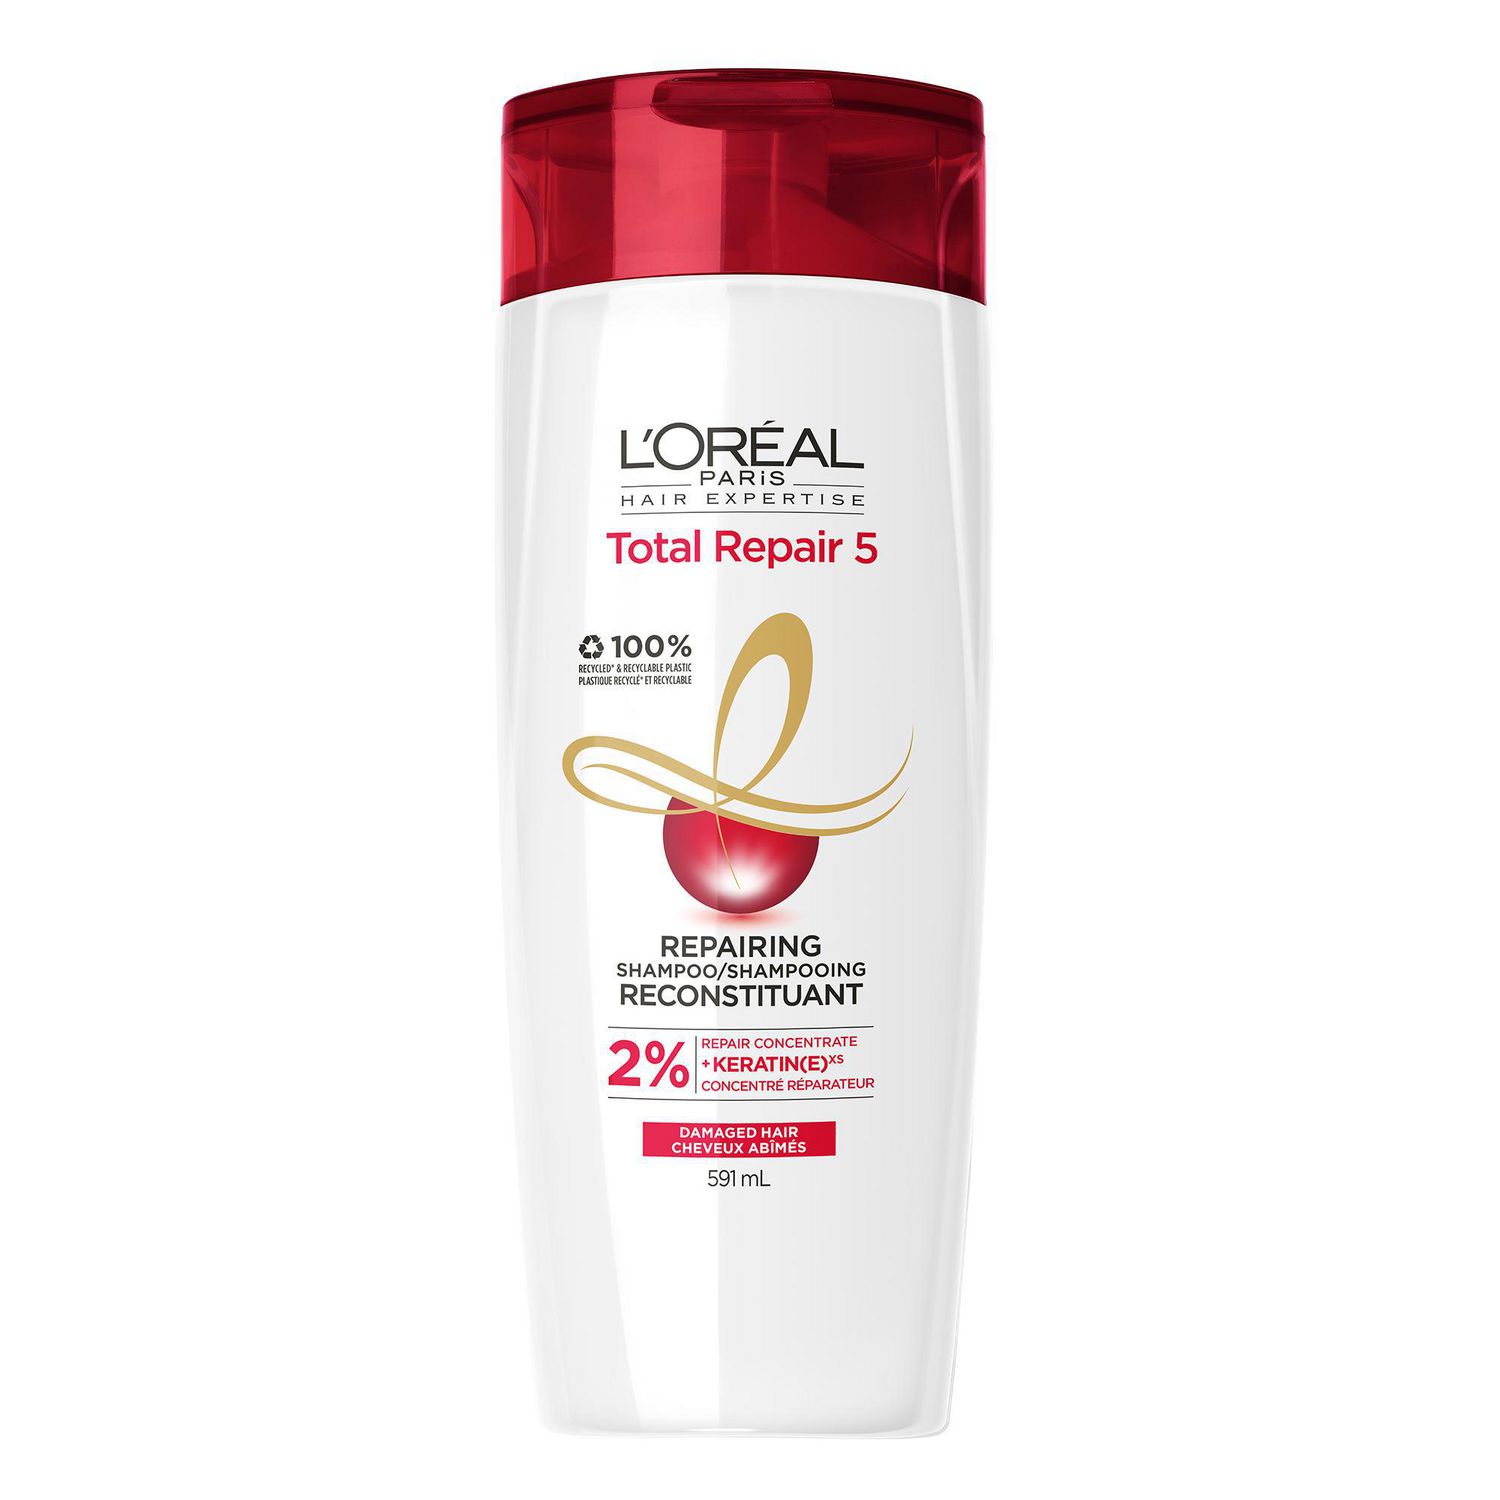 L'ORÉAL
PARiS
HAIR EXPERTISE
Total Repair 5
100%
RECYCLED* & RECYCLABLE PLASTIC
PLASTIQUE RECYCLÉ* ET RECYCLABLE
REPAIRING
SHAMPOO/SHAMPOOING
RECONSTITUANT
2%
REPAIR CONCENTRATE
+KERATIN(E)XS
CONCENTRÉ RÉPARATEUR
DAMAGED HAIR
CHEVEUX ABÎMÉS
591 mL